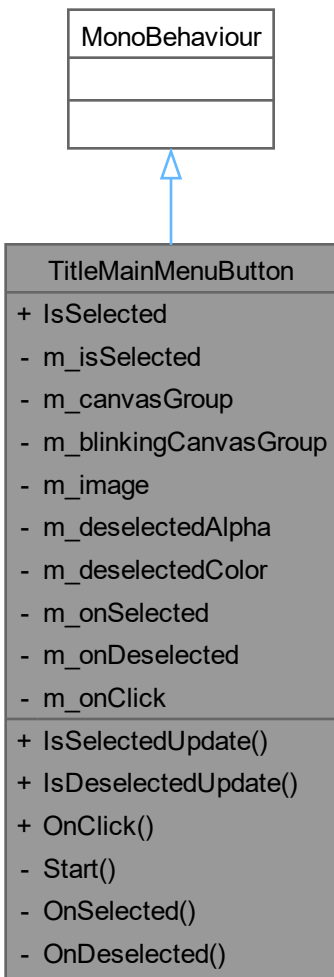 MonoBehaviour
TitleMainMenuButton
+ IsSelected
- m_isSelected
- m_canvasGroup
- m_blinkingCanvasGroup
- m_image
- m_deselectedAlpha
- m_deselectedColor
- m_onSelected
- m_onDeselected
- m_onClick
+ IsSelectedUpdate()
+ IsDeselectedUpdate()
+ OnClick()
- Start()
- OnSelected()
- OnDeselected()